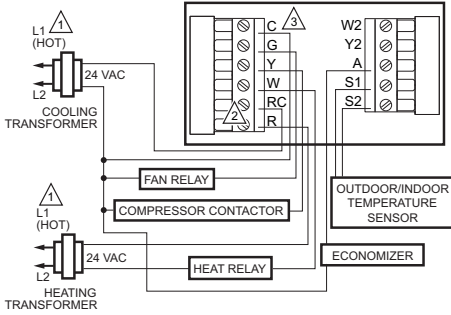 1
L1
(HOT)
L2
24 VAC
COOLING
TRANSFORMER
C
G
Y
W
RC
R
3
2
W2
Y2
A
S1
S2
FAN RELAY
COMPRESSOR CONTACTOR
OUTDOOR/INDOOR
TEMPERATURE
SENSOR
1
L1
(HOT)
L2
24 VAC
HEATING
TRANSFORMER
HEAT RELAY
ECONOMIZER